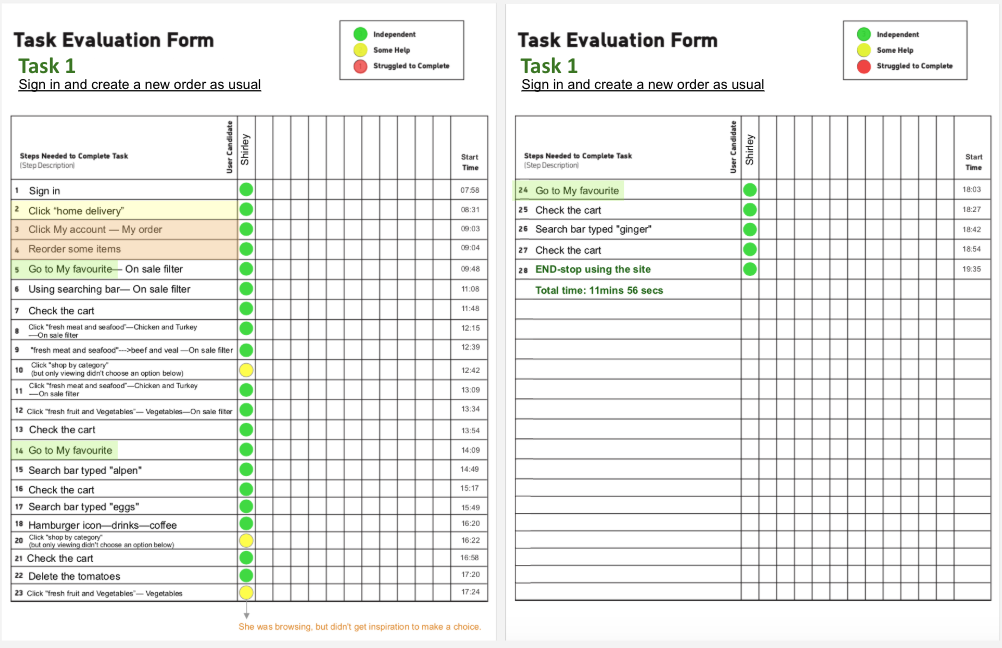 Task Evaluation Form
Task 1
Sign in and create a new order as usual
Independent
Some Help
Struggled to Complete
Steps Needed to Complete Task
(Step Description)
User Candidate
Shirley
Start
Time
1 Sign in 07:58
2 Click "home delivery" 08:31
3 Click My account — My order 09:03
4 Reorder some items 09:04
5 Go to My favourite— On sale filter 09:48
6 Using searching bar— On sale filter 11:08
7 Check the cart 11:48
8 Click "fresh meat and seafood"—Chicken and Turkey
—On sale filter 12:15
9 "fresh meat and seafood"--->beef and veal —On sale filter 12:39
10 Click "shop by category"
(but only viewing didn't choose an option below) 12:42
11 Click "fresh meat and seafood"—Chicken and Turkey
—On sale filter 13:09
12 Click "fresh fruit and Vegetables"— Vegetables—On sale filter 13:34
13 Check the cart 13:54
14 Go to My favourite 14:09
15 Search bar typed "alpen" 14:49
16 Check the cart 15:17
17 Search bar typed "eggs" 15:49
18 Hamburger icon—drinks—coffee 16:20
20 Click "shop by category"
(but only viewing didn't choose an option below) 16:22
21 Check the cart 16:58
22 Delete the tomatoes 17:20
23 Click "fresh fruit and Vegetables"— Vegetables 17:24
She was browsing, but didn't get inspiration to make a choice.
Task Evaluation Form
Task 1
Sign in and create a new order as usual
Independent
Some Help
Struggled to Complete
Steps Needed to Complete Task
(Step Description)
User Candidate
Shirley
Start
Time
24 Go to My favourite 18:03
25 Check the cart 18:27
26 Search bar typed "ginger" 18:42
27 Check the cart 18:54
28 END-stop using the site 19:35
Total time: 11mins 56 secs